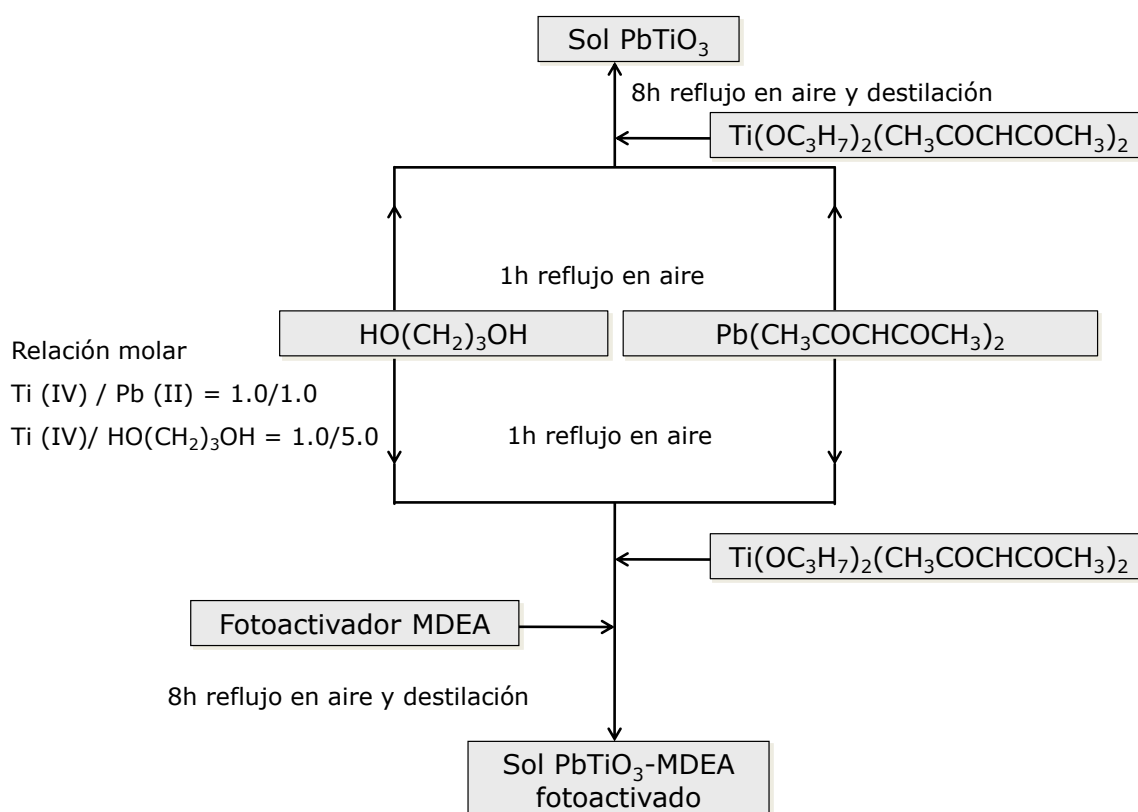 Sol PbTiO₃
8h reflujo en aire y destilación
Ti(OC₃H₇)₂(CH₃COCHCOCH₃)₂
1h reflujo en aire
HO(CH₂)₃OH
Pb(CH₃COCHCOCH₃)₂
Relación molar
Ti (IV) / Pb (II) = 1.0/1.0
Ti (IV)/ HO(CH₂)₃OH = 1.0/5.0
1h reflujo en aire
Ti(OC₃H₇)₂(CH₃COCHCOCH₃)₂
Fotoactivador MDEA
8h reflujo en aire y destilación
Sol PbTiO₃-MDEA
fotoactivado